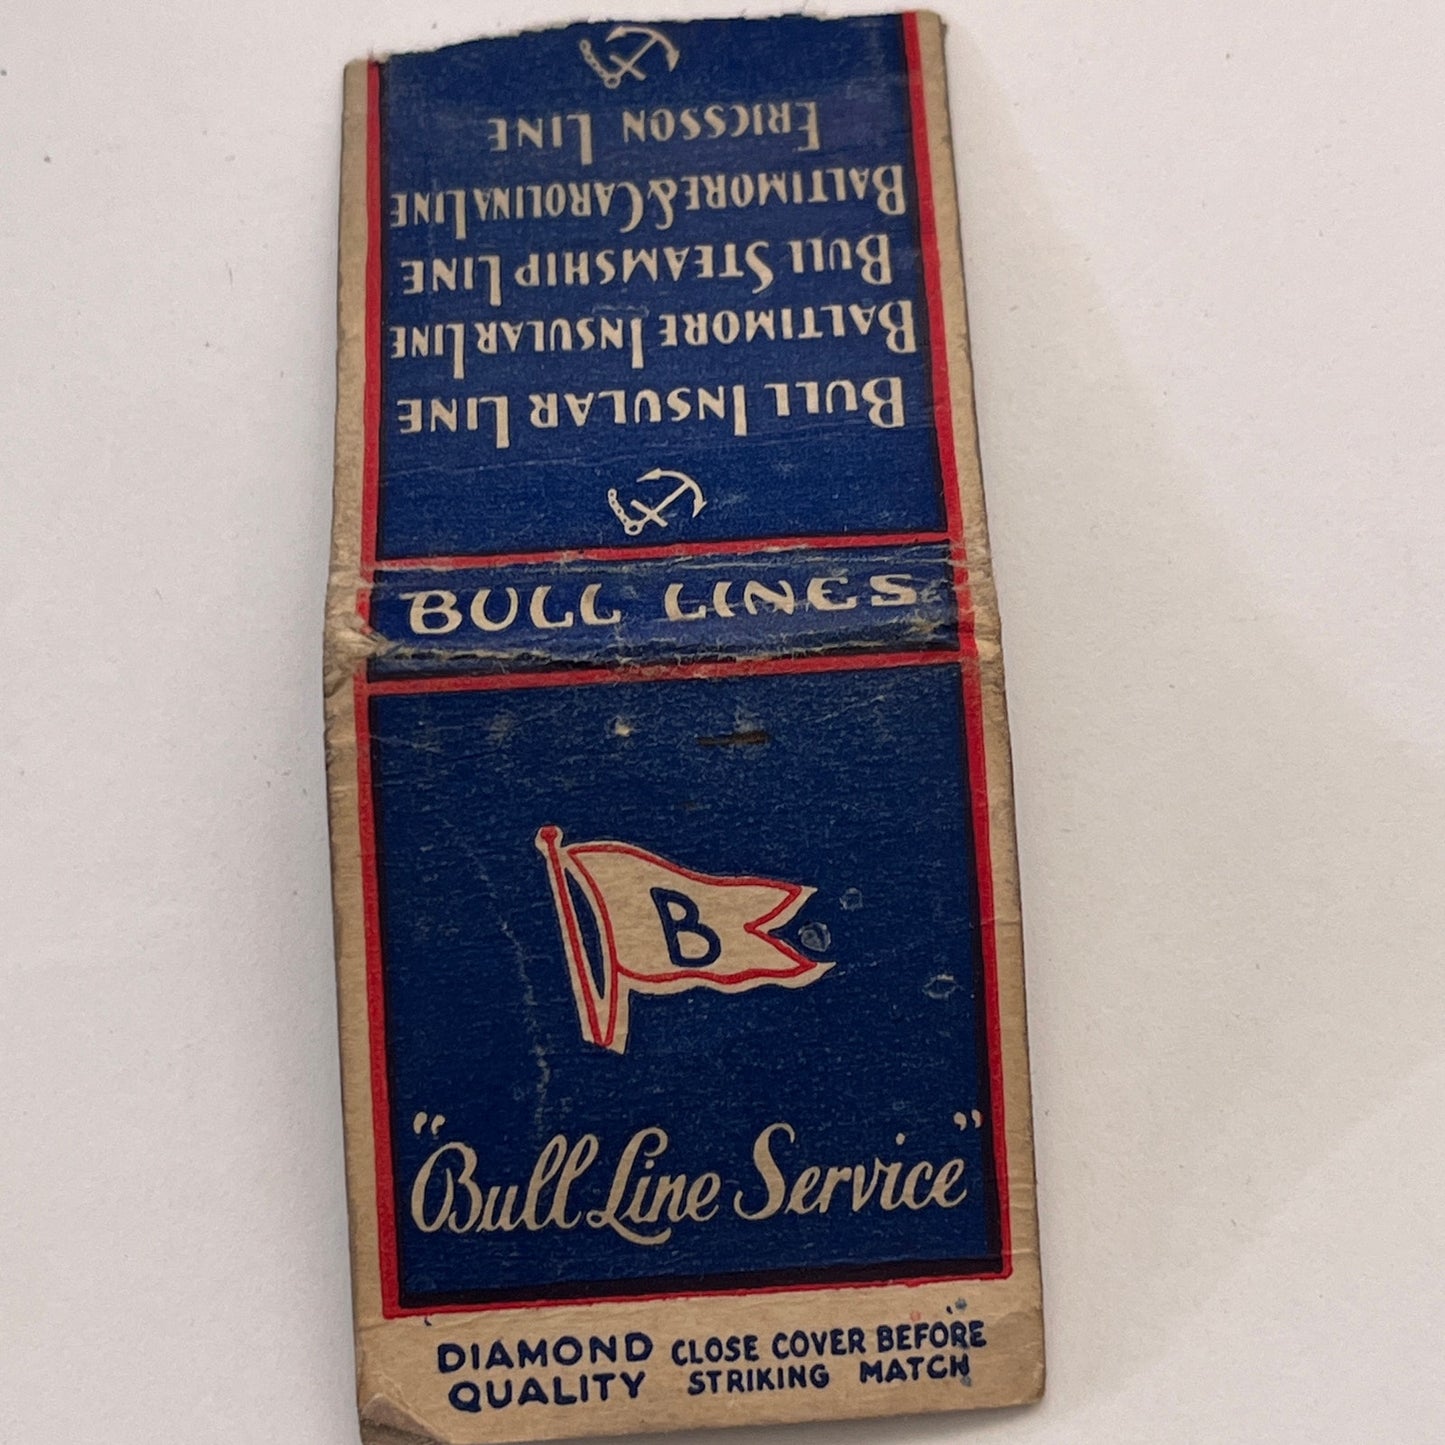 Bull Insular Line
Baltimore Insular Line
Bull Steamship Line
Baltimore & Carolina Line
Ericsson Line
BULL LINES
B
"Bull Line Service"
DIAMOND QUALITY
CLOSE COVER BEFORE
STRIKING MATCH